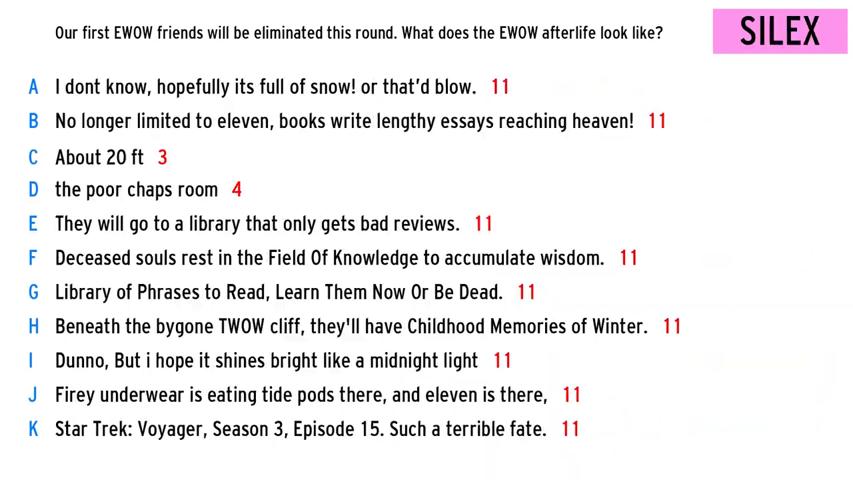 Our first EWOW friends will be eliminated this round. What does the EWOW afterlife look like?
SILEX
A I dont know, hopefully its full of snow! or that'd blow. 11
B No longer limited to eleven, books write lengthy essays reaching heaven! 11
C About 20 ft 3
D the poor chaps room 4
E They will go to a library that only gets bad reviews. 11
F Deceased souls rest in the Field Of Knowledge to accumulate wisdom. 11
G Library of Phrases to Read, Learn Them Now Or Be Dead. 11
H Beneath the bygone TWOW cliff, they'll have Childhood Memories of Winter. 11
I Dunno, But i hope it shines bright like a midnight light 11
J Firey underwear is eating tide pods there, and eleven is there, 11
K Star Trek: Voyager, Season 3, Episode 15. Such a terrible fate. 11